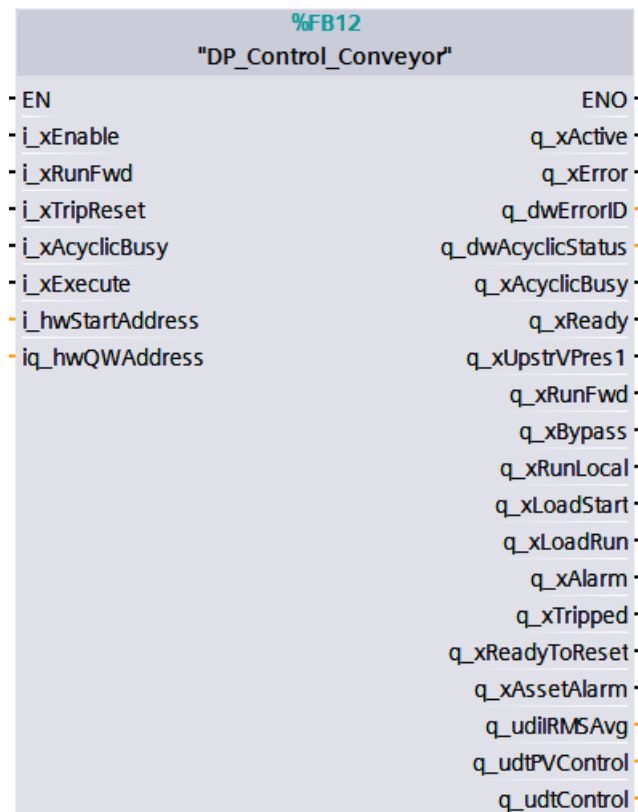 %FB12
"DP_Control_Conveyor"
EN
ENO
i_xEnable
q_xActive
i_xRunFwd
q_xError
i_xTripReset
q_dwErrorID
i_xAcyclicBusy
q_dwAcyclicStatus
i_xExecute
q_xAcyclicBusy
i_hwStartAddress
q_xReady
iq_hwQWAddress
q_xUpstrVPres1
q_xRunFwd
q_xBypass
q_xRunLocal
q_xLoadStart
q_xLoadRun
q_xAlarm
q_xTripped
q_xReadyToReset
q_xAssetAlarm
q_udiIRMSAvg
q_udtPVControl
q_udtControl